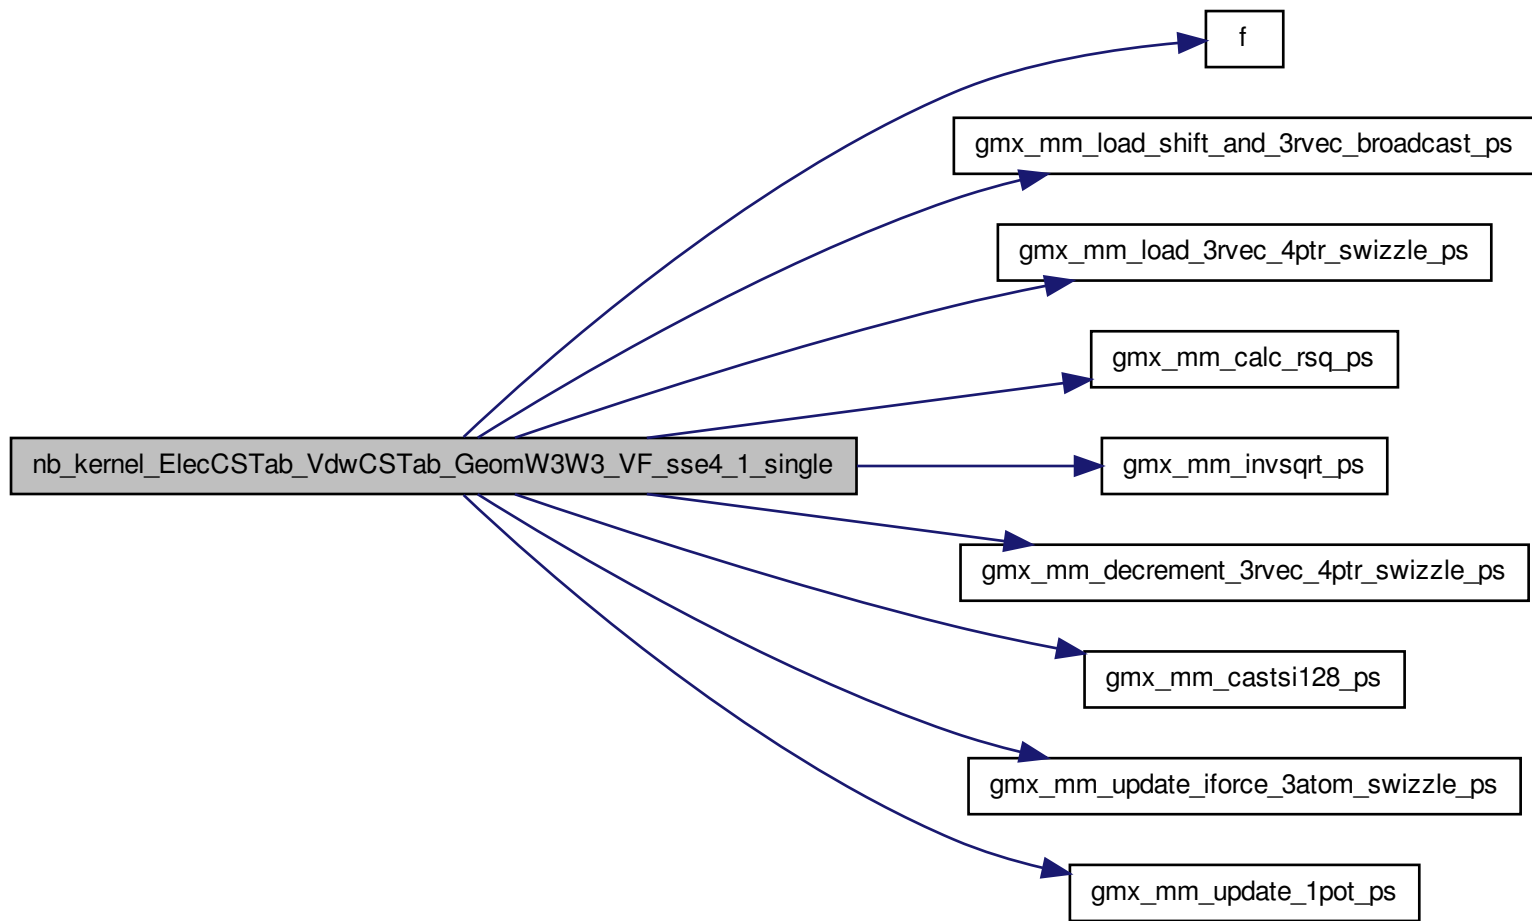 f
gmx_mm_load_shift_and_3rvec_broadcast_ps
gmx_mm_load_3rvec_4ptr_swizzle_ps
gmx_mm_calc_rsq_ps
nb_kernel_ElecCSTab_VdwCSTab_GeomW3W3_VF_sse4_1_single
gmx_mm_invsqrt_ps
gmx_mm_decrement_3rvec_4ptr_swizzle_ps
gmx_mm_castsi128_ps
gmx_mm_update_iforce_3atom_swizzle_ps
gmx_mm_update_1pot_ps